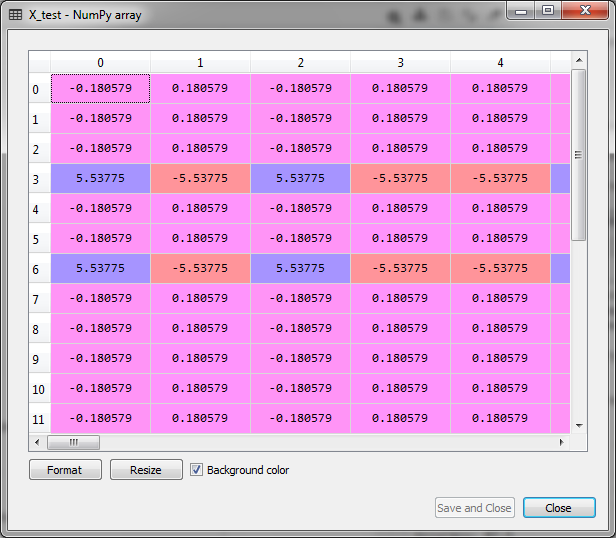 X_test - NumPy array
0 1 2 3 4
0 -0.180579 0.180579 -0.180579 0.180579 0.180579
1 -0.180579 0.180579 -0.180579 0.180579 0.180579
2 -0.180579 0.180579 -0.180579 0.180579 0.180579
3 5.53775 -5.53775 5.53775 -5.53775 -5.53775
4 -0.180579 0.180579 -0.180579 0.180579 0.180579
5 -0.180579 0.180579 -0.180579 0.180579 0.180579
6 5.53775 -5.53775 5.53775 -5.53775 -5.53775
7 -0.180579 0.180579 -0.180579 0.180579 0.180579
8 -0.180579 0.180579 -0.180579 0.180579 0.180579
9 -0.180579 0.180579 -0.180579 0.180579 0.180579
10 -0.180579 0.180579 -0.180579 0.180579 0.180579
11 -0.180579 0.180579 -0.180579 0.180579 0.180579
Format Resize Background color
Save and Close Close